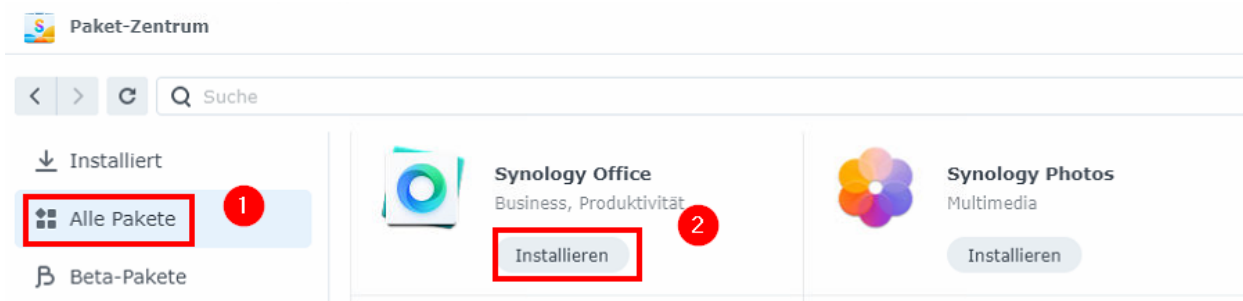 Paket-Zentrum
Suche
Installiert
Alle Pakete
1
Beta-Pakete
Synology Office
Business, Produktivität
2
Installieren
Synology Photos
Multimedia
Installieren